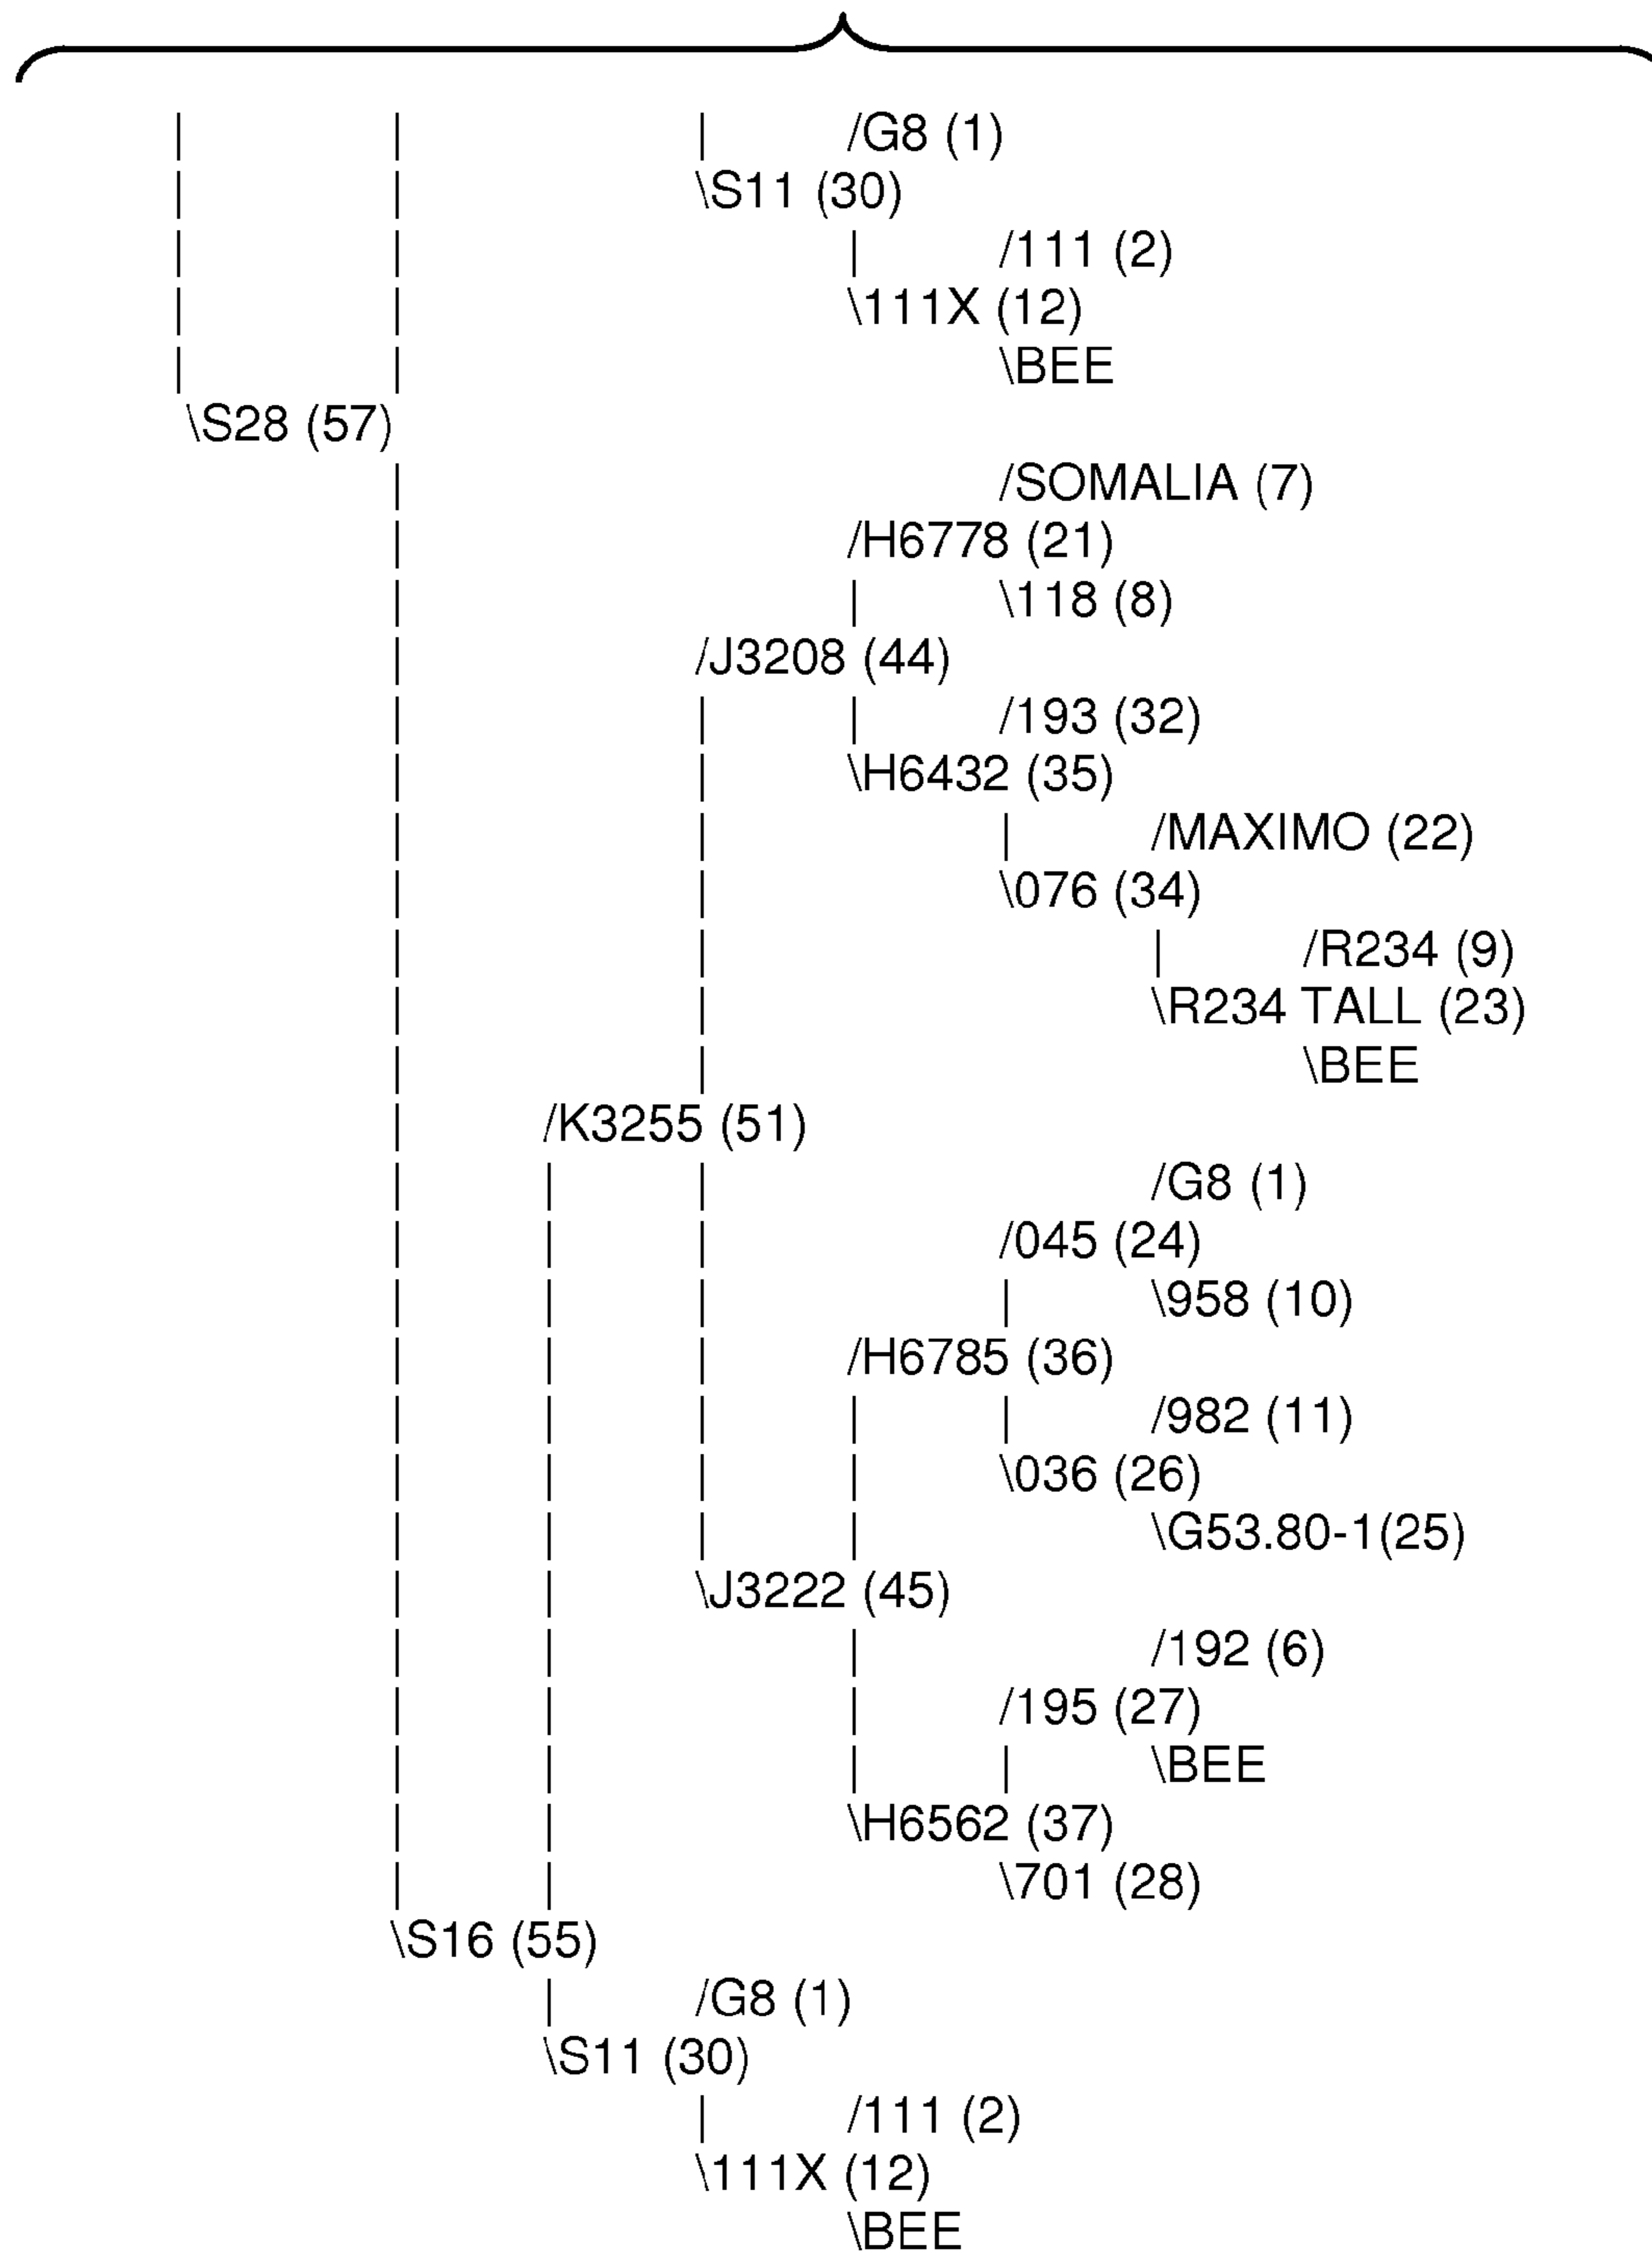 /G8 (1)
\S11 (30)
/111 (2)
\111X (12)
\BEE
\S28 (57)
/SOMALIA (7)
/H6778 (21)
\118 (8)
/J3208 (44)
/193 (32)
\H6432 (35)
/MAXIMO (22)
\076 (34)
/R234 (9)
\R234 TALL (23)
\BEE
/K3255 (51)
/G8 (1)
/045 (24)
\958 (10)
/H6785 (36)
/982 (11)
\036 (26)
\G53.80-1(25)
\J3222 (45)
/192 (6)
/195 (27)
\BEE
\H6562 (37)
\701 (28)
\S16 (55)
/G8 (1)
\S11 (30)
/111 (2)
\111X (12)
\BEE